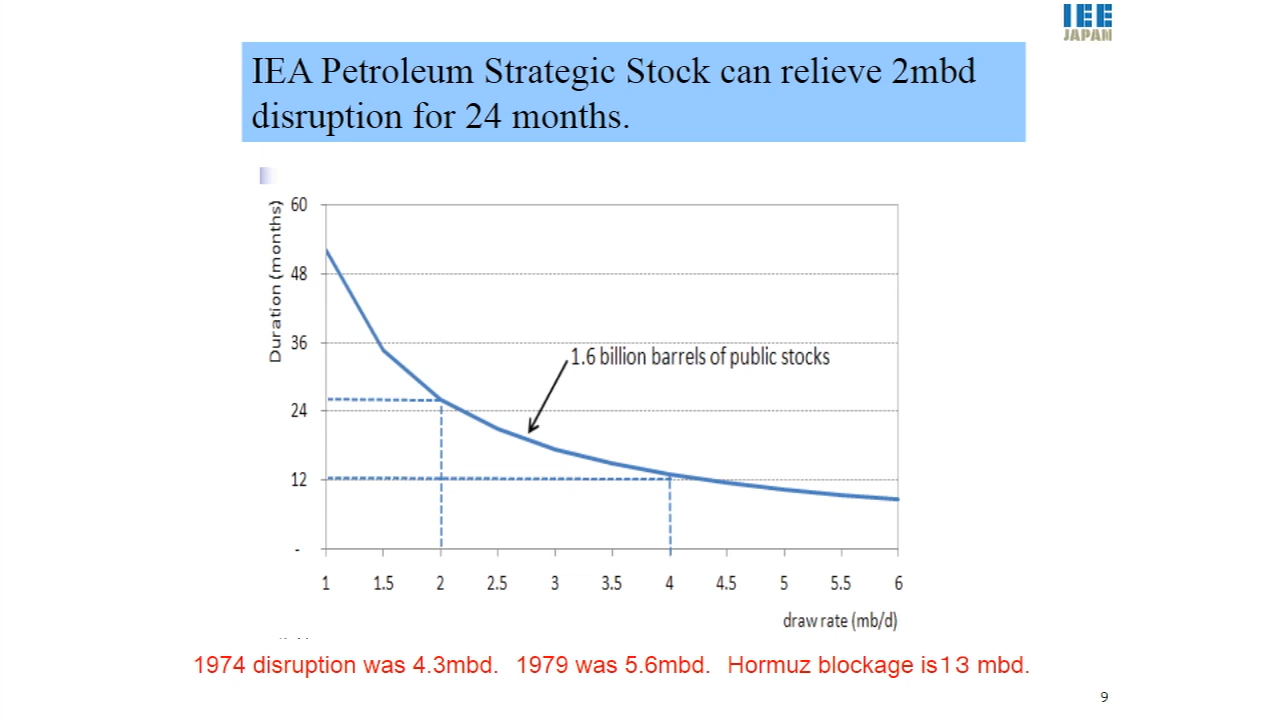 IEE
JAPAN
IEA Petroleum Strategic Stock can relieve 2mbd
disruption for 24 months.
Duration (months)
60
48
36
24
12
-
1.6 billion barrels of public stocks
1 1.5 2 2.5 3 3.5 4 4.5 5 5.5 6
draw rate (mb/d)
1974 disruption was 4.3mbd. 1979 was 5.6mbd. Hormuz blockage is13 mbd.
9